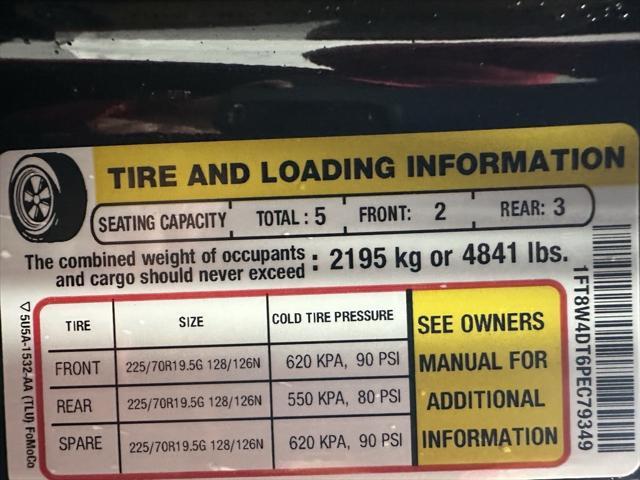 TIRE AND LOADING INFORMATION
SEATING CAPACITY TOTAL : 5 FRONT: 2 REAR: 3
The combined weight of occupants
and cargo should never exceed : 2195 kg or 4841 lbs.
TIRE SIZE COLD TIRE PRESSURE
FRONT 225/70R19.5G 128/126N 620 KPA, 90 PSI
REAR 225/70R19.5G 128/126N 550 KPA, 80 PSI
SPARE 225/70R19.5G 128/126N 620 KPA, 90 PSI
SEE OWNERS
MANUAL FOR
ADDITIONAL
INFORMATION
5U5A-1532-AA (TLU) FoMoCo
1FT8W4DT6PEC79349